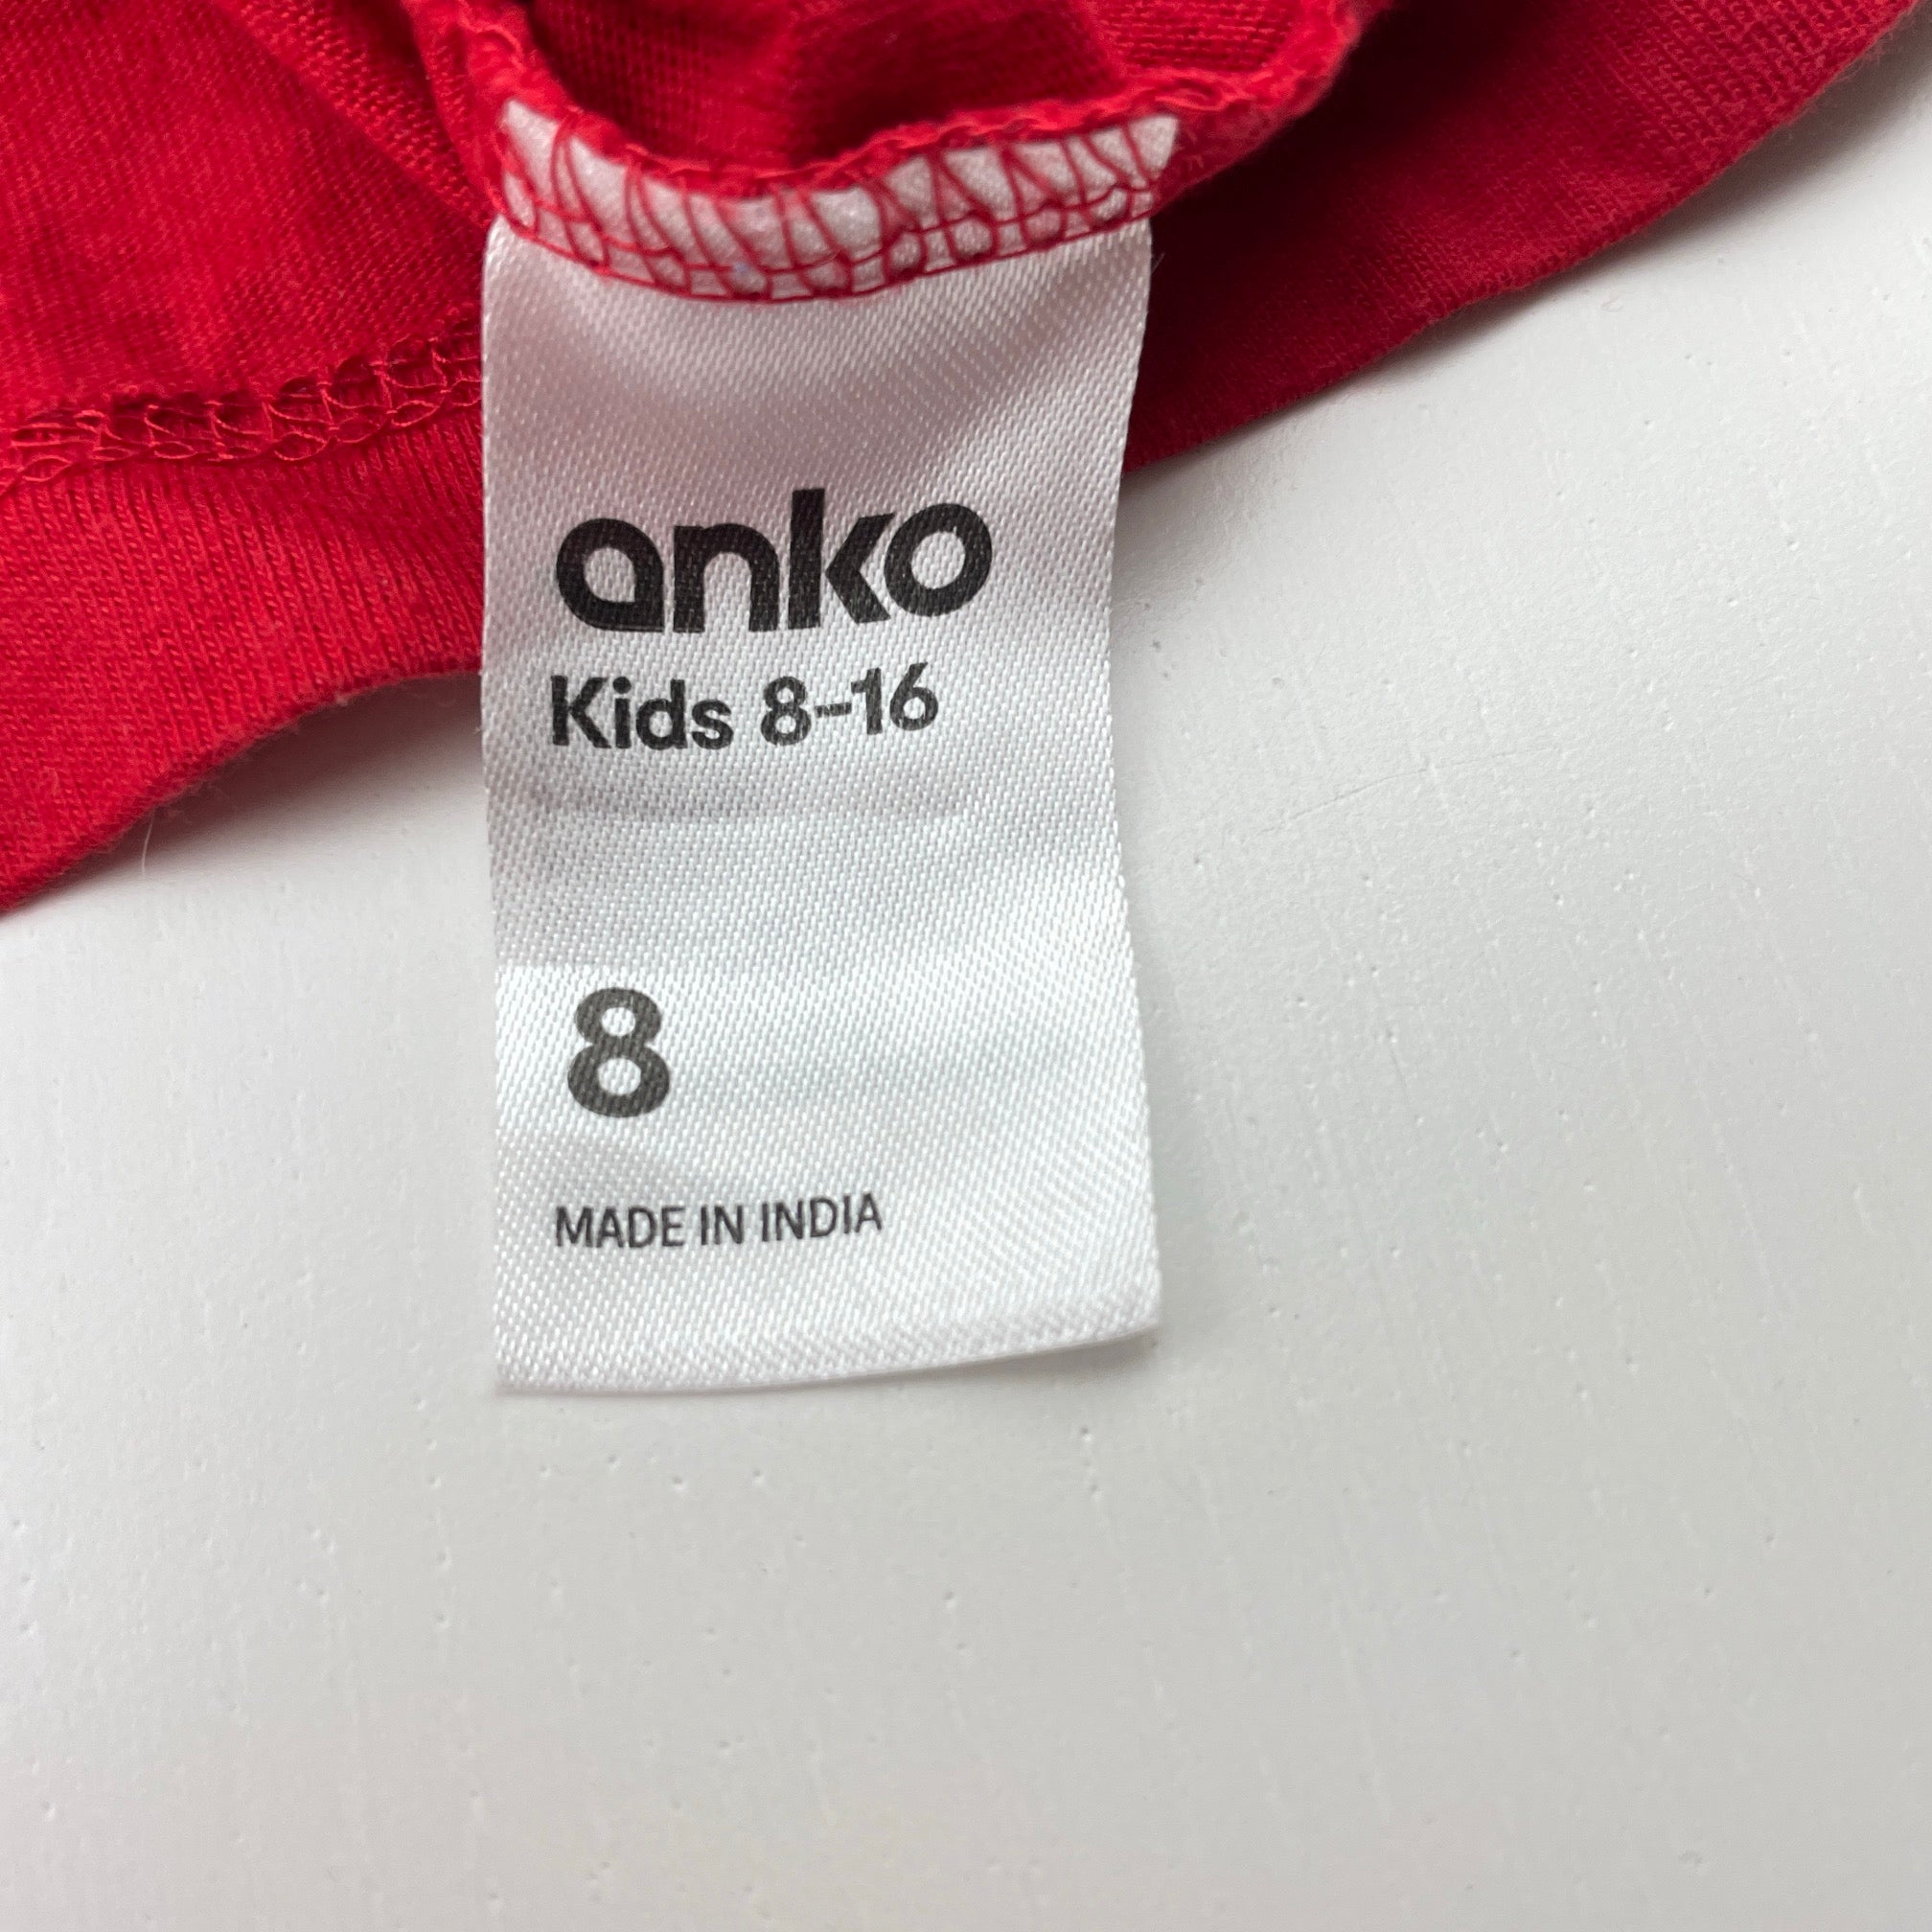 anko
Kids 8-16
8
MADE IN INDIA